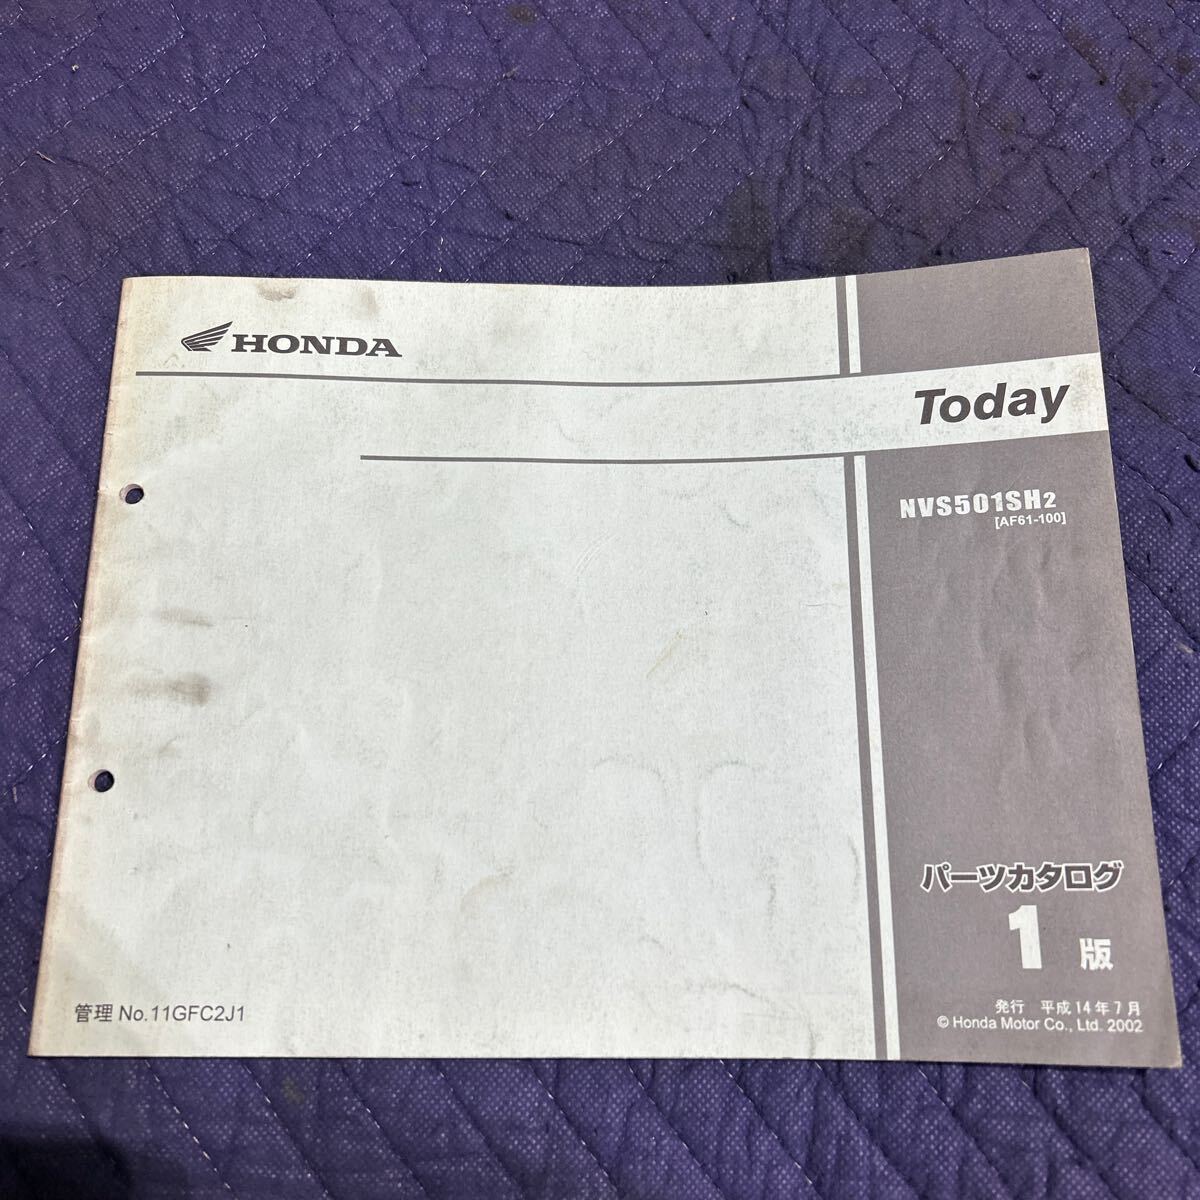 HONDA
Today
NVS501SH2
[AF61-100]
パーツカタログ
1版
管理 No.11GFC2J1
発行 平成14年7月
© Honda Motor Co., Ltd. 2002